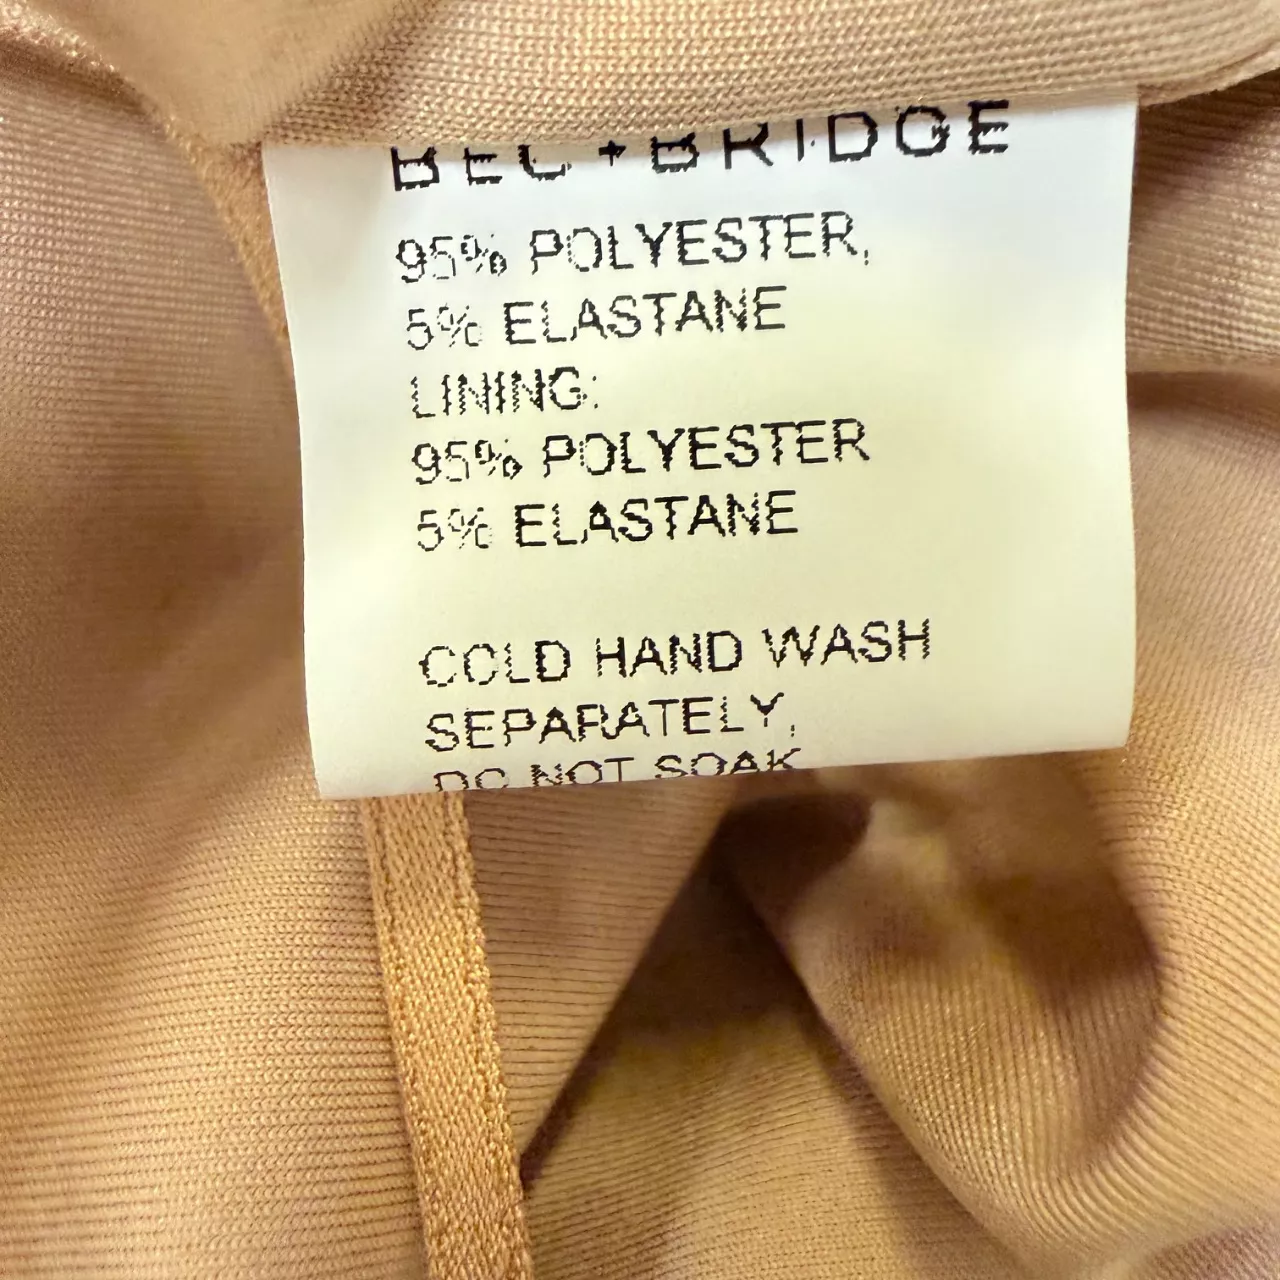 BEC+BRIDGE
95% POLYESTER,
5% ELASTANE
LINING:
95% POLYESTER
5% ELASTANE
COLD HAND WASH
SEPARATELY,
DO NOT SOAK